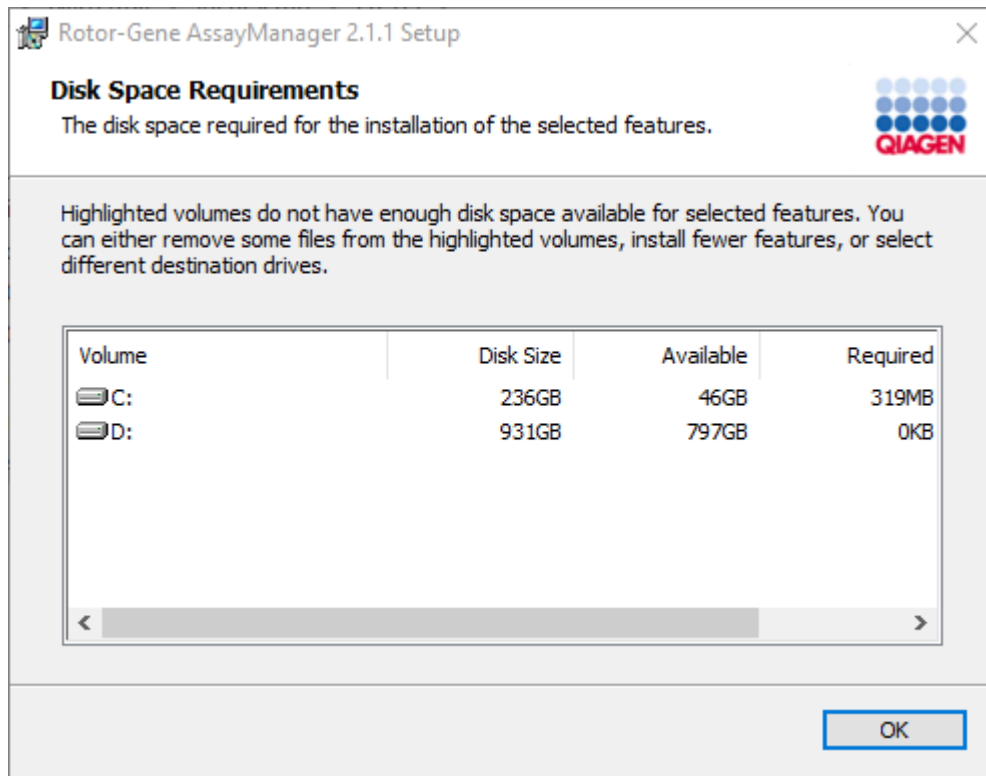 Rotor-Gene AssayManager 2.1.1 Setup
Disk Space Requirements
The disk space required for the installation of the selected features.
QIAGEN
Highlighted volumes do not have enough disk space available for selected features. You
can either remove some files from the highlighted volumes, install fewer features, or select
different destination drives.
Volume Disk Size Available Required
C: 236GB 46GB 319MB
D: 931GB 797GB 0KB
OK